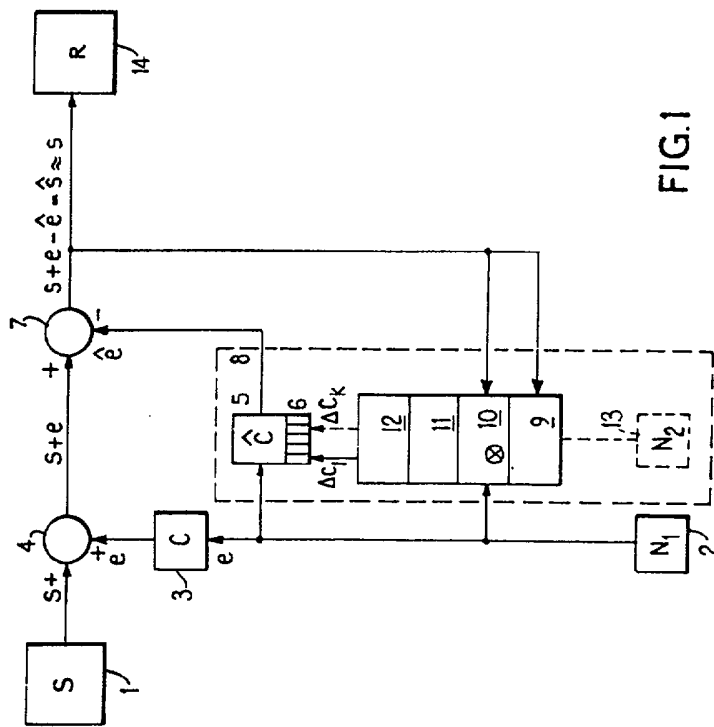 S
1
s+
4
+
e
C
3
e
s+e
7
+
-
ê
s+e-ê=ŝ≈s
R
14
5
8
Ĉ
6
ΔC₁
ΔCₖ
12
11
10
⊗
9
13
N₂
N₁
2
FIG.1